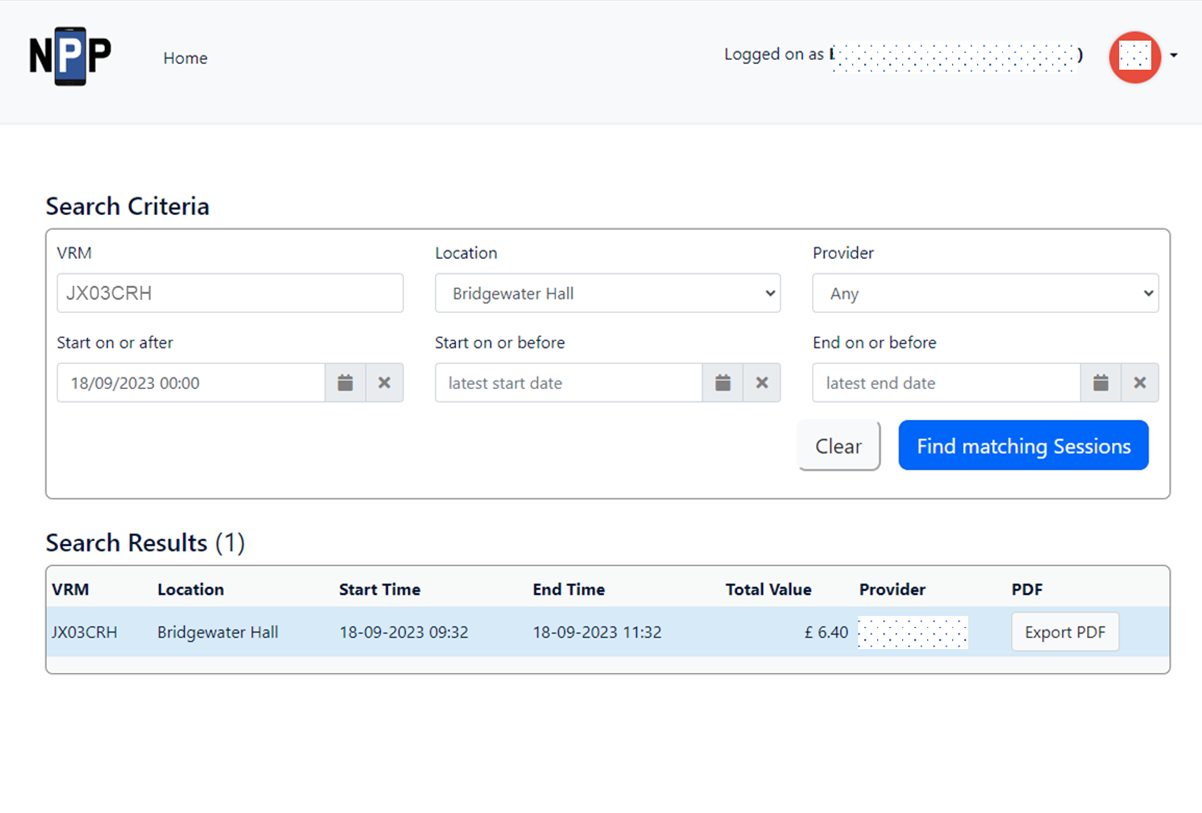 NPP Home Logged on as )
Search Criteria
VRM Location Provider
JX03CRH Bridgewater Hall Any
Start on or after Start on or before End on or before
18/09/2023 00:00 latest start date latest end date
Clear Find matching Sessions
Search Results (1)
VRM Location Start Time End Time Total Value Provider PDF
JX03CRH Bridgewater Hall 18-09-2023 09:32 18-09-2023 11:32 £ 6.40 Export PDF